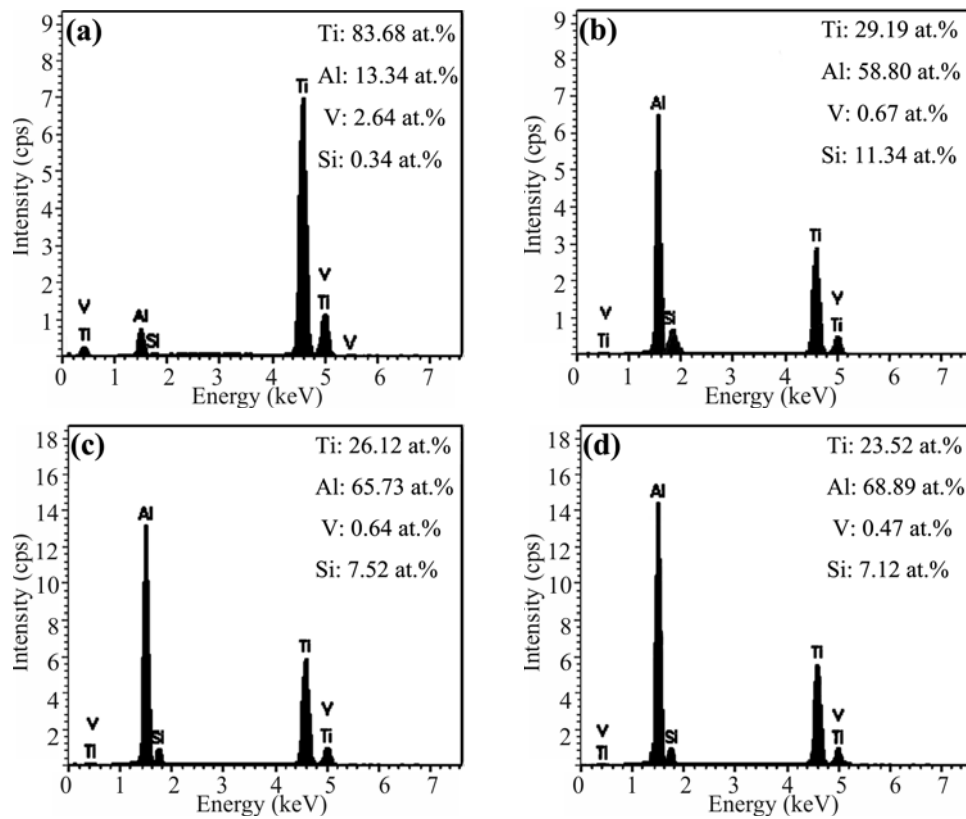 (a)
Ti: 83.68 at.%
Al: 13.34 at.%
V: 2.64 at.%
Si: 0.34 at.%
Intensity (cps)
9
8
7
6
5
4
3
2
1
V
Ti
Al
Si
Ti
V
Ti
V
0 1 2 3 4 5 6 7
Energy (keV)
(b)
Ti: 29.19 at.%
Al: 58.80 at.%
V: 0.67 at.%
Si: 11.34 at.%
Intensity (cps)
9
8
7
6
5
4
3
2
1
V
Ti
Al
Si
Ti
V
Ti
0 1 2 3 4 5 6 7
Energy (keV)
(c)
Ti: 26.12 at.%
Al: 65.73 at.%
V: 0.64 at.%
Si: 7.52 at.%
Intensity (cps)
18
16
14
12
10
8
6
4
2
V
Ti
Al
Si
Ti
V
Ti
0 1 2 3 4 5 6 7
Energy (keV)
(d)
Ti: 23.52 at.%
Al: 68.89 at.%
V: 0.47 at.%
Si: 7.12 at.%
Intensity (cps)
18
16
14
12
10
8
6
4
2
V
Ti
Al
Si
Ti
V
Ti
0 1 2 3 4 5 6 7
Energy (keV)